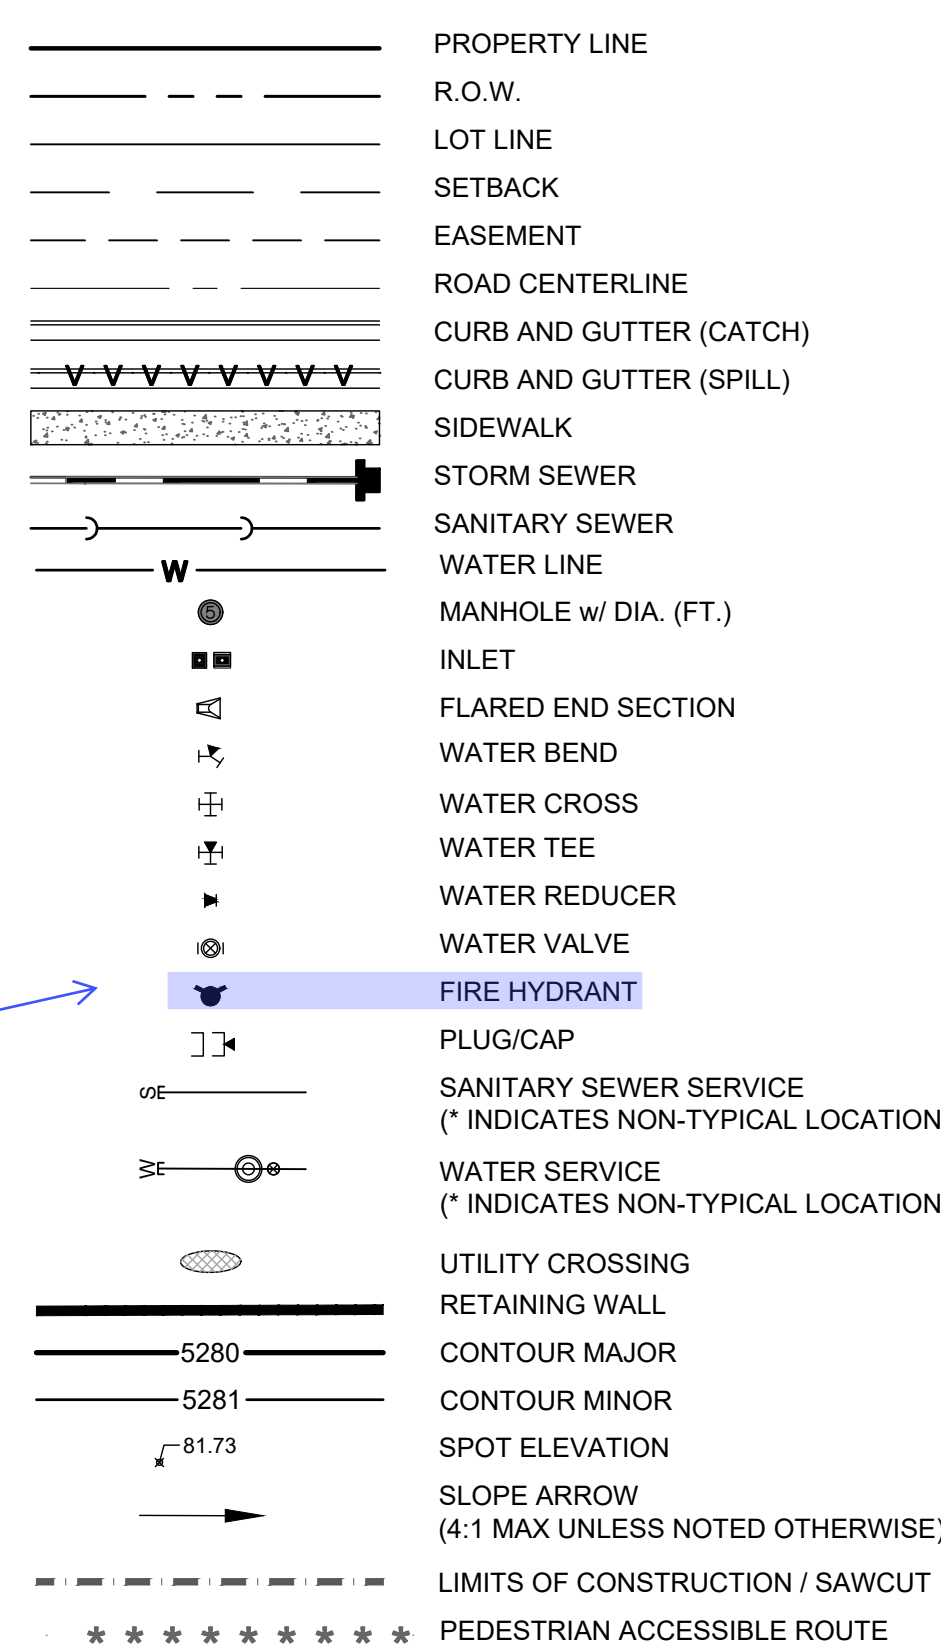 PROPERTY LINE
R.O.W.
LOT LINE
SETBACK
EASEMENT
ROAD CENTERLINE
CURB AND GUTTER (CATCH)
V V V V V V V V CURB AND GUTTER (SPILL)
SIDEWALK
STORM SEWER
SANITARY SEWER
W WATER LINE
5 MANHOLE w/ DIA. (FT.)
INLET
FLARED END SECTION
WATER BEND
WATER CROSS
WATER TEE
WATER REDUCER
WATER VALVE
FIRE HYDRANT
PLUG/CAP
SE SANITARY SEWER SERVICE
(* INDICATES NON-TYPICAL LOCATION
WE WATER SERVICE
(* INDICATES NON-TYPICAL LOCATION
UTILITY CROSSING
RETAINING WALL
5280 CONTOUR MAJOR
5281 CONTOUR MINOR
81.73 SPOT ELEVATION
SLOPE ARROW
(4:1 MAX UNLESS NOTED OTHERWISE)
LIMITS OF CONSTRUCTION / SAWCUT
PEDESTRIAN ACCESSIBLE ROUTE